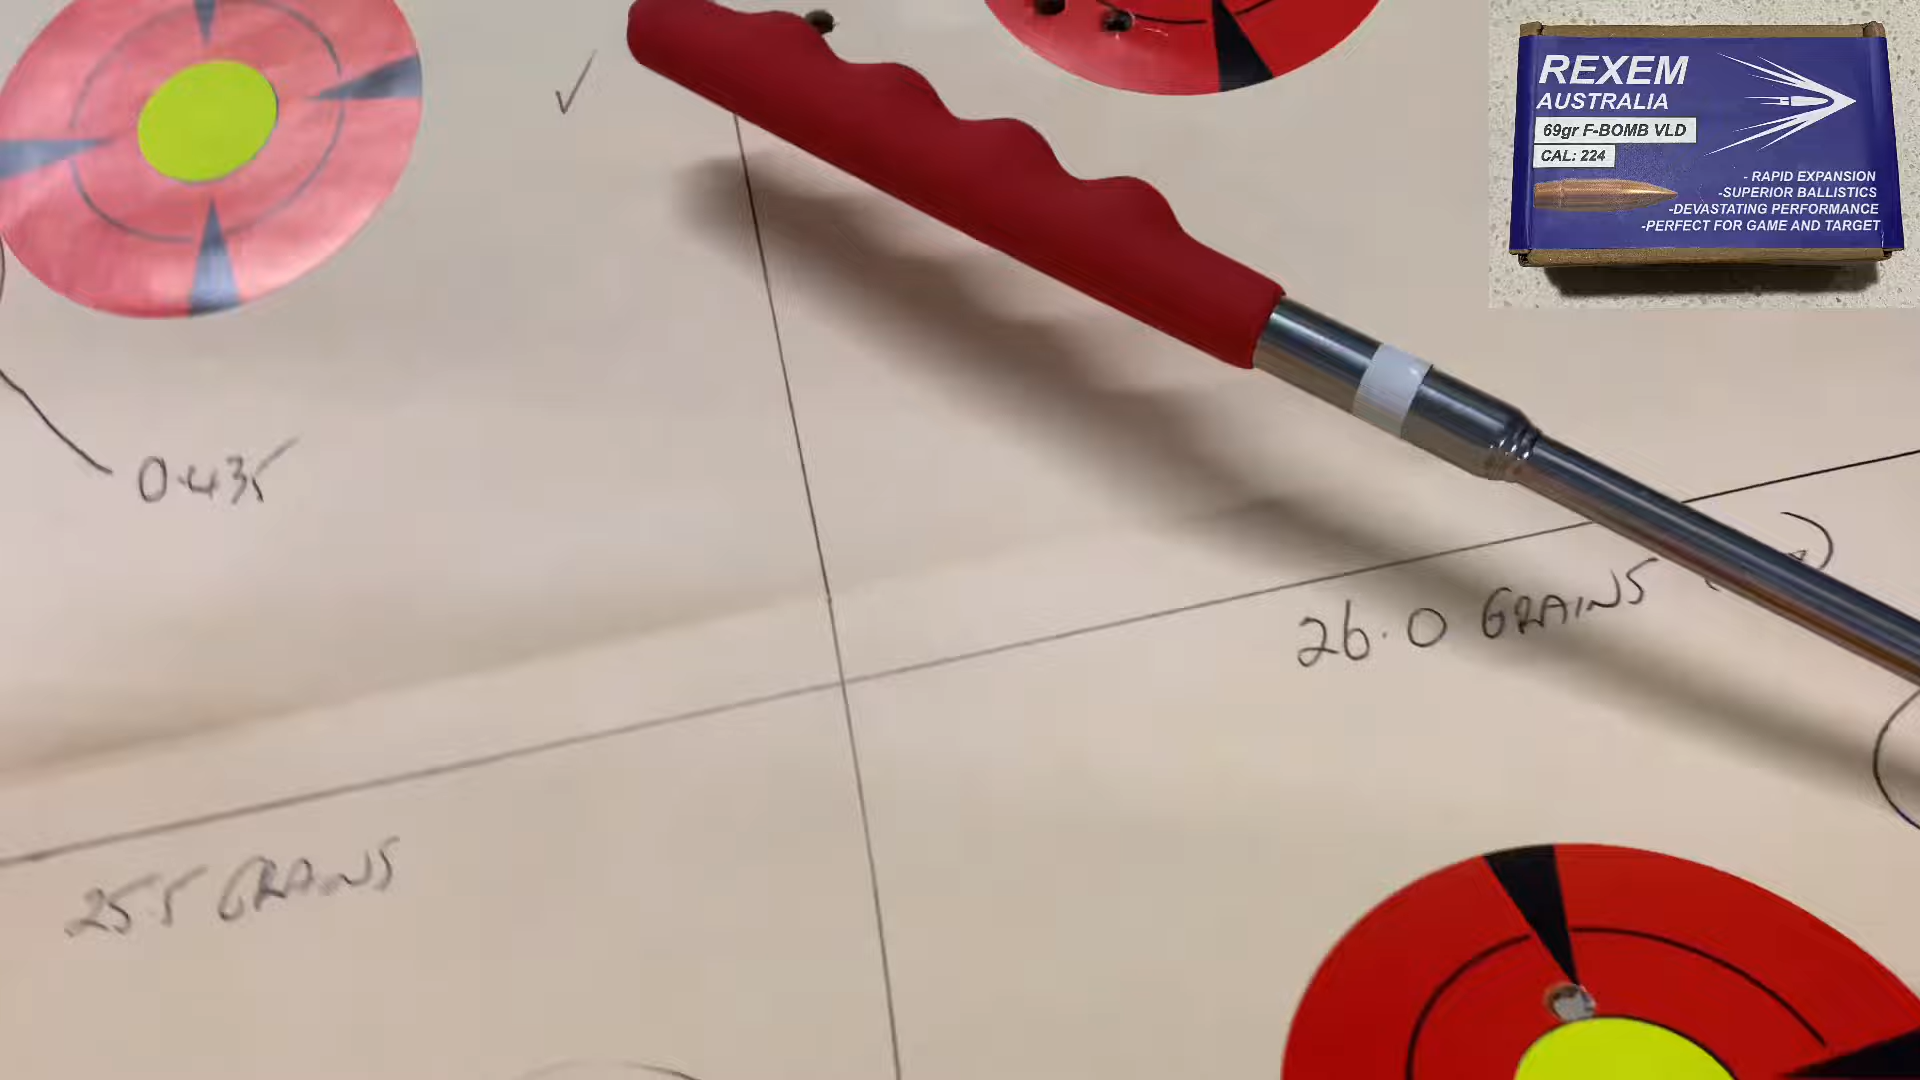 REXEM
AUSTRALIA
69gr F-BOMB VLD
CAL: 224
- RAPID EXPANSION
-SUPERIOR BALLISTICS
-DEVASTATING PERFORMANCE
-PERFECT FOR GAME AND TARGET
0.435
26.0 GRAINS
25.5 GRAINS